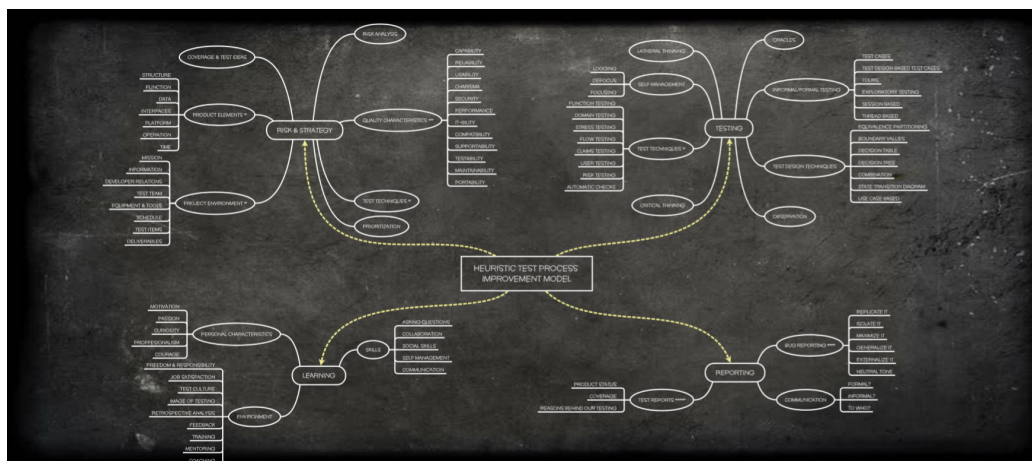 HEURISTIC TEST PROCESS
IMPROVEMENT MODEL
RISK & STRATEGY
RISK ANALYSIS
COVERAGE & TEST IDEAS
PRODUCT ELEMENTS *
STRUCTURE
FUNCTION
DATA
INTERFACES
PLATFORM
OPERATION
TIME
PROJECT ENVIRONMENT *
MISSION
INFORMATION
DEVELOPER RELATIONS
TEST TEAM
EQUIPMENT & TOOLS
SCHEDULE
TEST ITEMS
DELIVERABLES
QUALITY CHARACTERISTICS **
CAPABILITY
RELIABILITY
USABILITY
CHARISMA
SECURITY
PERFORMANCE
IT-BILITY
COMPATIBILITY
SUPPORTABILITY
TESTABILITY
MAINTAINABILITY
PORTABILITY
TEST TECHNIQUES *
PRIORITIZATION
TESTING
ORACLES
LATHERAL THINKING
SELF MANAGEMENT
LOGGING
DEFOCUS
FOCUSING
TEST TECHNIQUES *
FUNCTION TESTING
DOMAIN TESTING
STRESS TESTING
FLOW TESTING
CLAIMS TESTING
USER TESTING
RISK TESTING
AUTOMATIC CHECKS
CRITICAL THINKING
INFORMAL/FORMAL TESTING
TEST CASES
TEST DESIGN BASED TEST CASES
TOURS
EXPLORATORY TESTING
SESSION BASED
THREAD BASED
TEST DESIGN TECHNIQUES
EQUIVALENCE PARTITIONING
BOUNDARY VALUES
DECISION TABLE
DECISION TREE
COMBINATION
STATE TRANSITION DIAGRAM
USE CASE BASED
OBSERVATION
LEARNING
PERSONAL CHARACTERISTICS
MOTIVATION
PASSION
CURIOSITY
PROFFESIONALISM
COURAGE
ENVIRONMENT
FREEDOM & RESPONSIBILITY
JOB SATISFACTION
TEST CULTURE
IMAGE OF TESTING
RETROSPECTIVE ANALYSIS
FEEDBACK
TRAINING
MENTORING
COACHING
SKILLS
ASKING QUESTIONS
COLLABORATION
SOCIAL SKILLS
SELF MANAGEMENT
COMMUNICATION
REPORTING
BUG REPORTING ***
REPLICATE IT
ISOLATE IT
MAXIMIZE IT
GENERALIZE IT
EXTERNALIZE IT
NEUTRAL TONE
TEST REPORTS ****
PRODUCT STATUS
COVERAGE
REASONS BEHIND OUR TESTING
COMMUNICATION
FORMAL?
INFORMAL?
TO WHO?